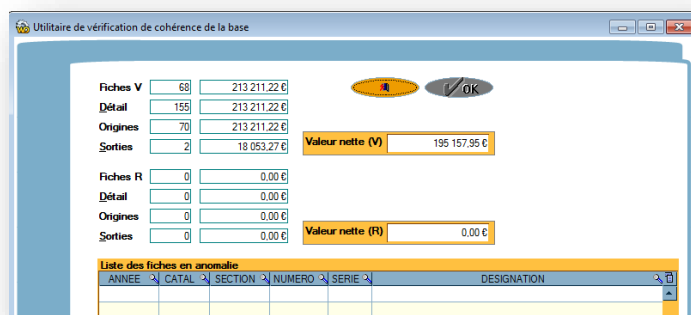 Utilitaire de vérification de cohérence de la base
Fiches V 68 213 211,22 €
OK
Détail 155 213 211,22 €
Origines 70 213 211,22 €
Sorties 2 18 053,27 €
Valeur nette (V) 195 157,95 €
Fiches R 0 0,00 €
Détail 0 0,00 €
Origines 0 0,00 €
Sorties 0 0,00 €
Valeur nette (R) 0,00 €
Liste des fiches en anomalie
ANNEE CATAL SECTION NUMERO SERIE DESIGNATION